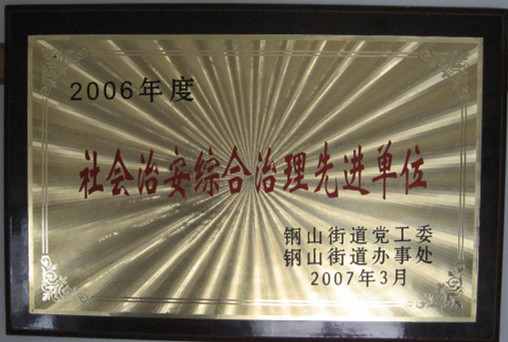 2006年度
社会治安综合治理先进单位
钢山街道党工委
钢山街道办事处
2007年3月